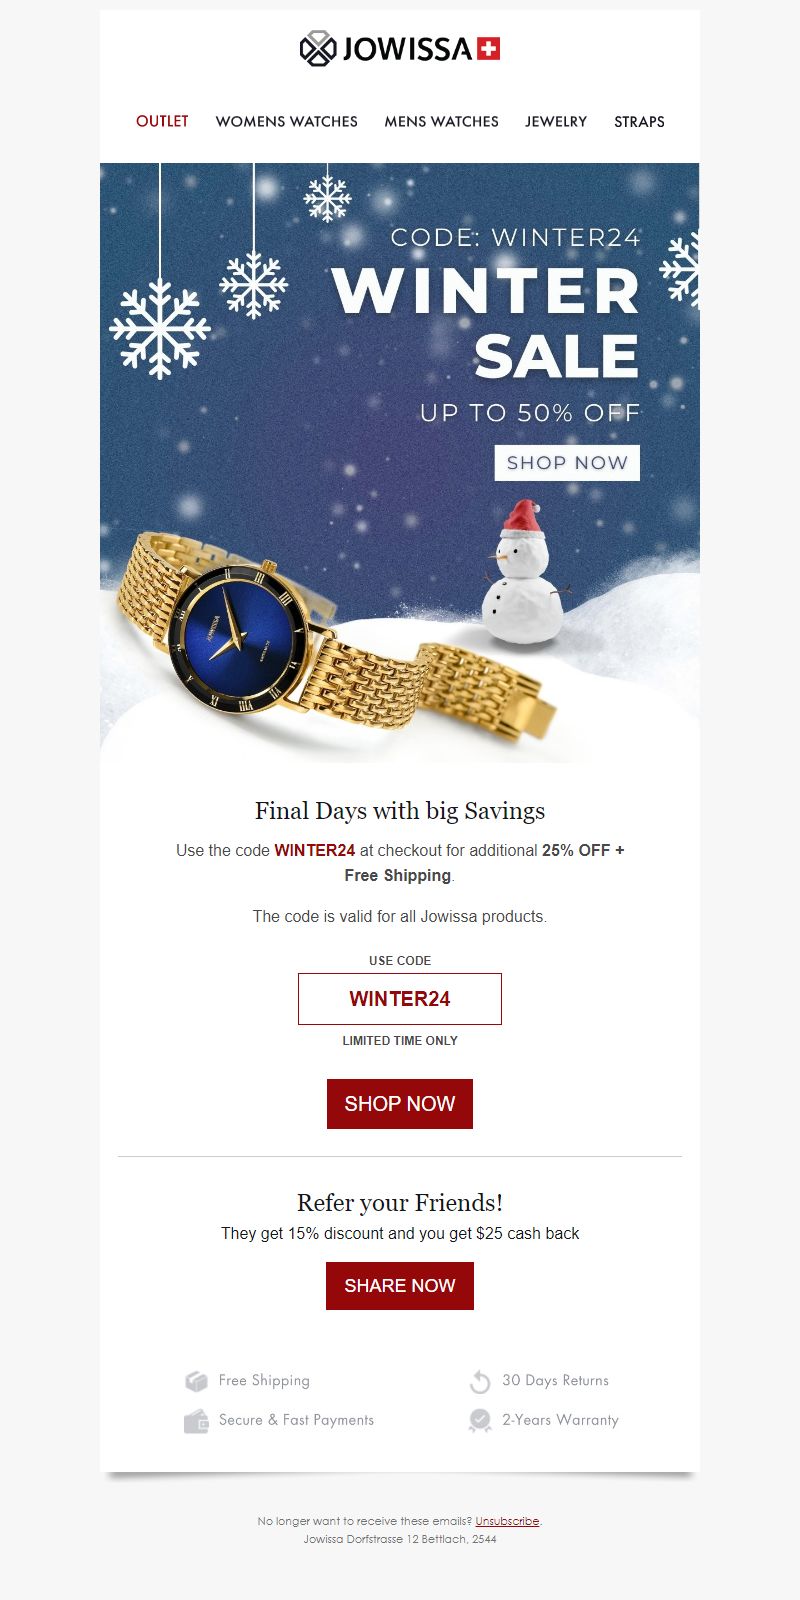 JOWISSA
OUTLET WOMENS WATCHES MENS WATCHES JEWELRY STRAPS
CODE: WINTER24
WINTER
SALE
UP TO 50% OFF
SHOP NOW
JOWISSA
Final Days with big Savings
Use the code WINTER24 at checkout for additional 25% OFF +
Free Shipping.
The code is valid for all Jowissa products.
USE CODE
WINTER24
LIMITED TIME ONLY
SHOP NOW
Refer your Friends!
They get 15% discount and you get $25 cash back
SHARE NOW
Free Shipping
30 Days Returns
Secure & Fast Payments
2-Years Warranty
No longer want to receive these emails? Unsubscribe.
Jowissa Dorfstrasse 12 Bettlach, 2544